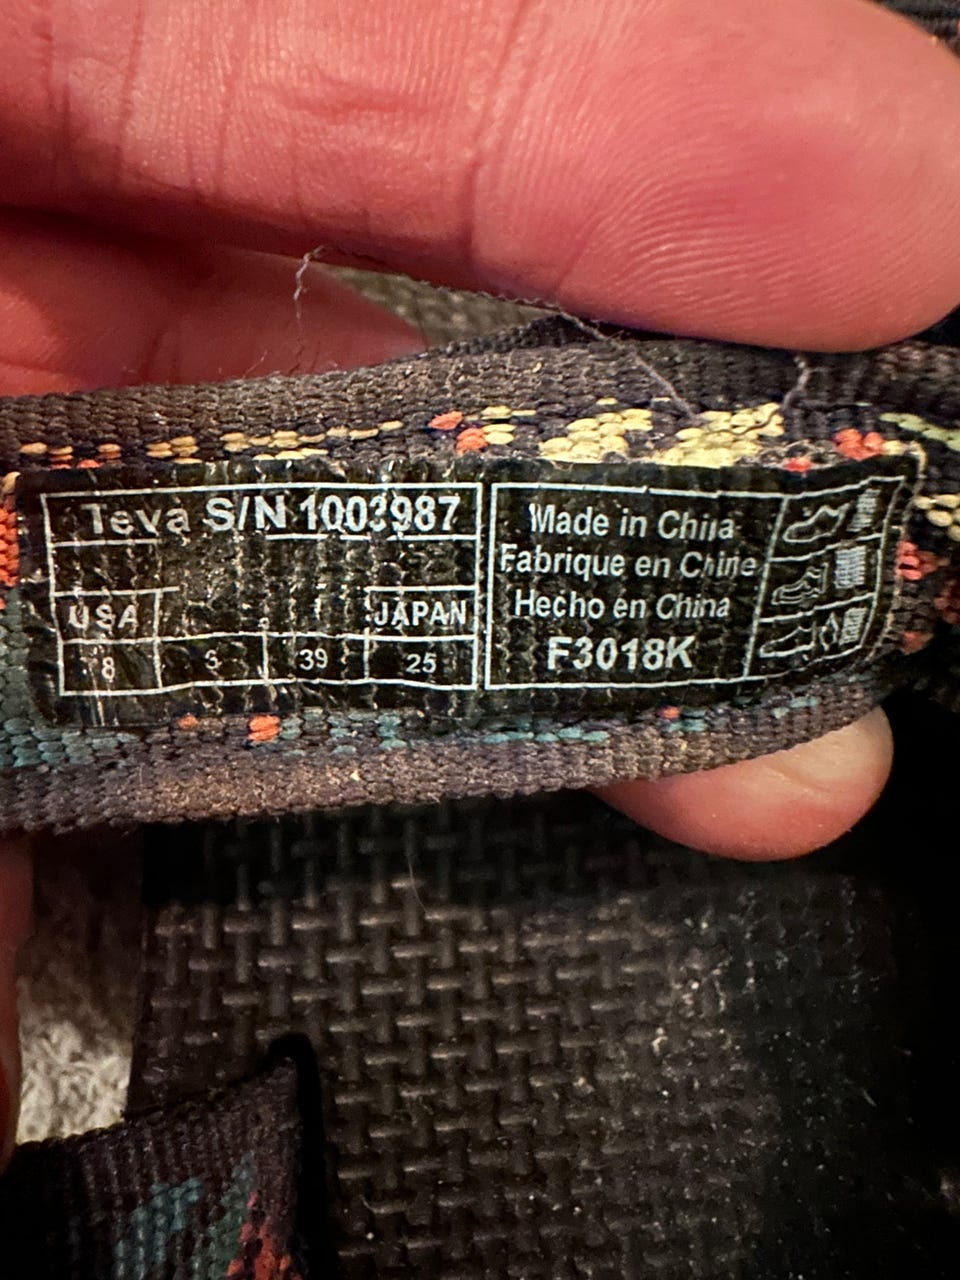 Teva S/N 1003987
USA JAPAN
8 39 25
Made in China
Fabrique en Chine
Hecho en China
F3018K